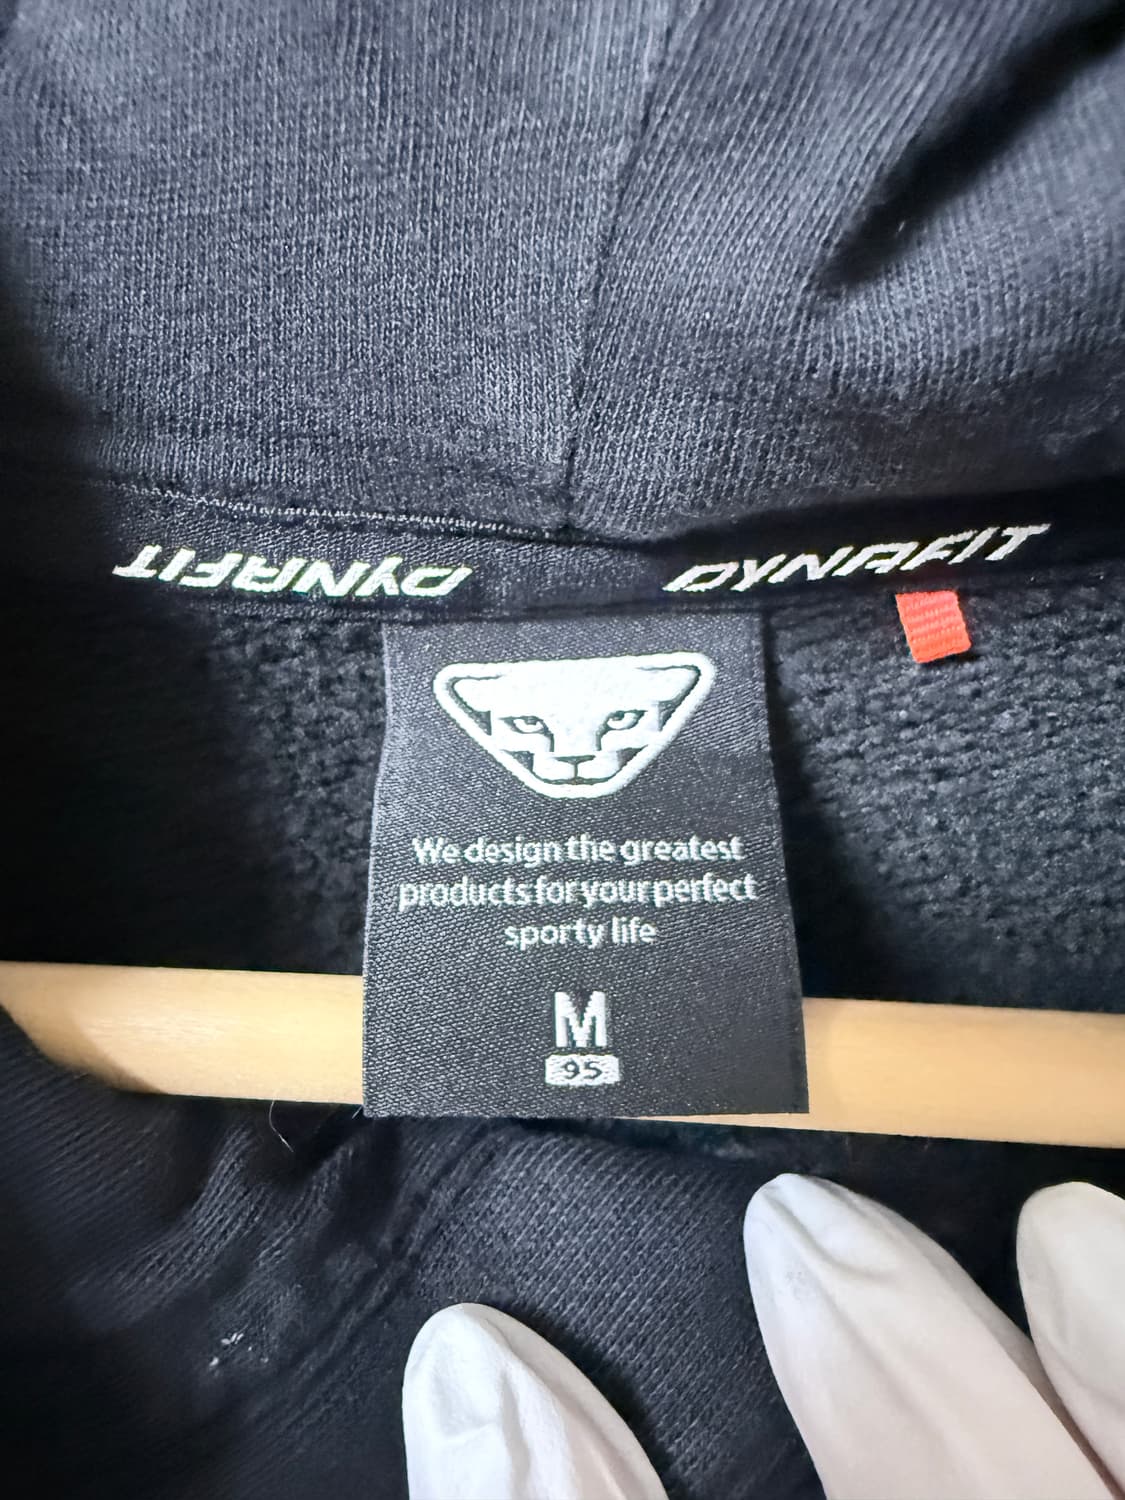 DYNAFIT
DYNAFIT
We design the greatest
products for your perfect
sporty life
M
95